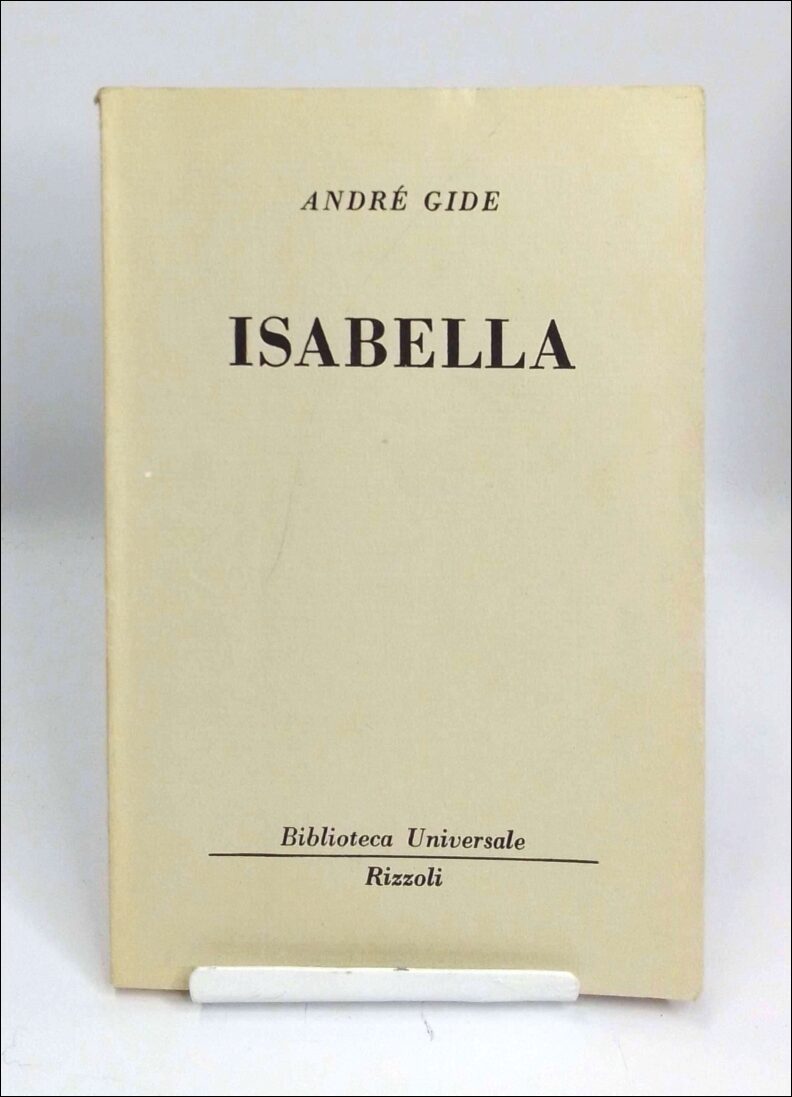 ANDRÉ GIDE
ISABELLA
Biblioteca Universale
Rizzoli